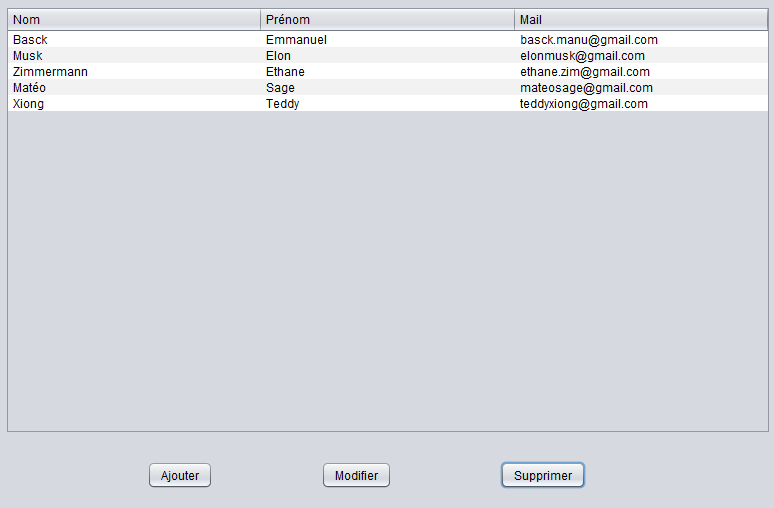 Nom Prénom Mail
Basck Emmanuel basck.manu@gmail.com
Musk Elon elonmusk@gmail.com
Zimmermann Ethane ethane.zim@gmail.com
Matéo Sage mateosage@gmail.com
Xiong Teddy teddyxiong@gmail.com
Ajouter Modifier Supprimer